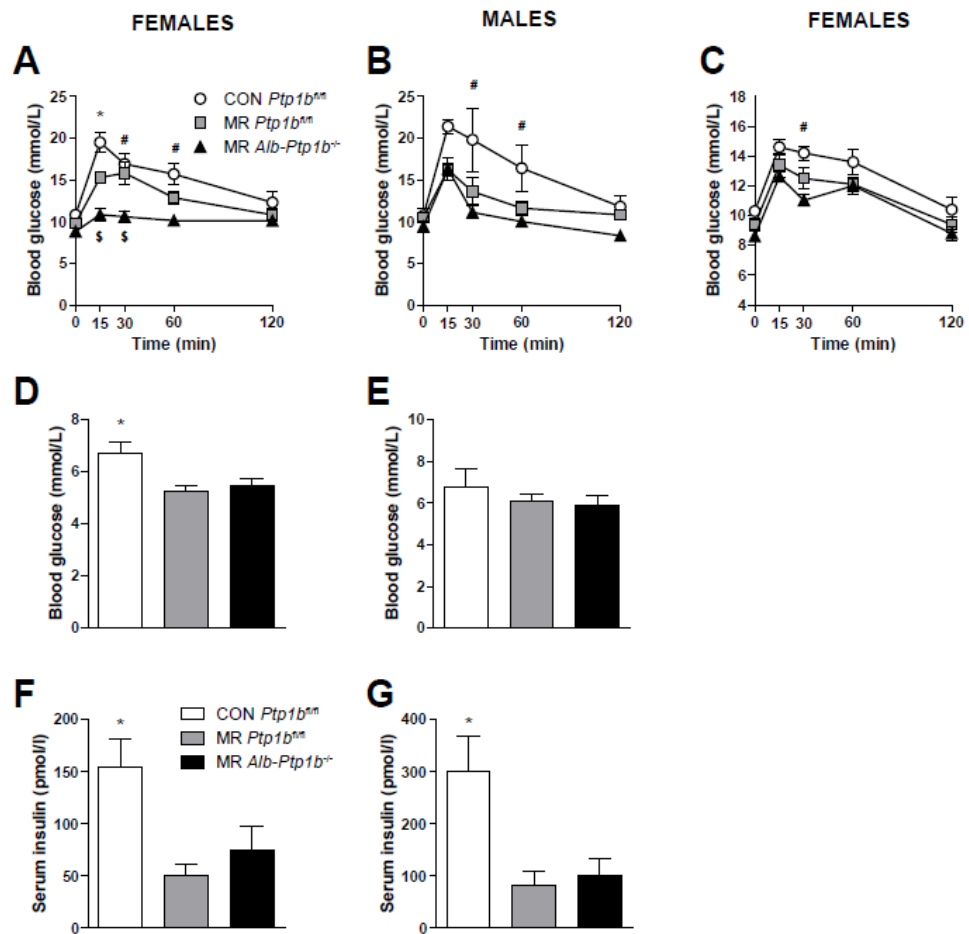 FEMALES
MALES
FEMALES
A
Blood glucose (mmol/L)
25
20
15
10
5
0
*
#
#
$
$
CON Ptp1bfl/fl
MR Ptp1bfl/fl
MR Alb-Ptp1b-/-
0
15
30
60
120
Time (min)
B
Blood glucose (mmol/L)
25
20
15
10
5
0
#
#
0
15
30
60
120
Time (min)
C
Blood glucose (mmol/L)
18
16
14
12
10
8
6
4
#
0
15
30
60
120
Time (min)
D
Blood glucose (mmol/L)
8
6
4
2
0
*
E
Blood glucose (mmol/L)
10
8
6
4
2
0
F
Serum insulin (pmol/l)
200
150
100
50
0
*
CON Ptp1bfl/fl
MR Ptp1bfl/fl
MR Alb-Ptp1b-/-
G
Serum insulin (pmol/l)
400
300
200
100
0
*